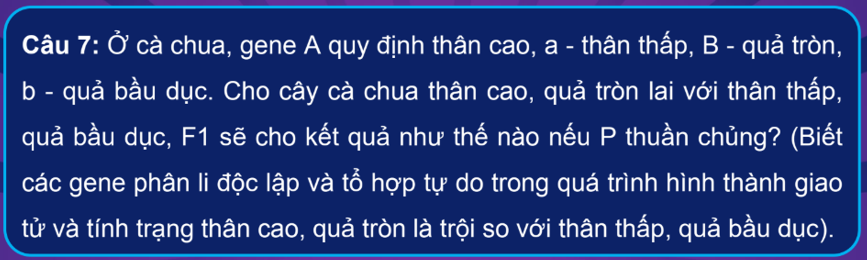 Câu 7: Ở cà chua, gene A quy định thân cao, a - thân thấp, B - quả tròn,
b - quả bầu dục. Cho cây cà chua thân cao, quả tròn lai với thân thấp,
quả bầu dục, F1 sẽ cho kết quả như thế nào nếu P thuần chủng? (Biết
các gene phân li độc lập và tổ hợp tự do trong quá trình hình thành giao
tử và tính trạng thân cao, quả tròn là trội so với thân thấp, quả bầu dục).